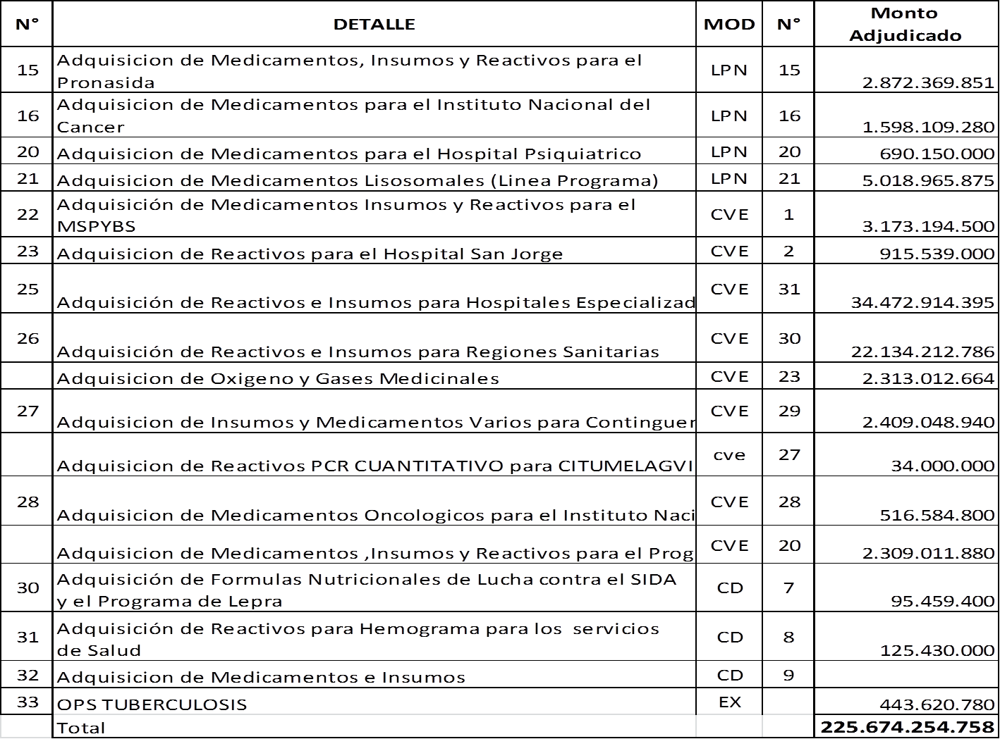 N° DETALLE MOD N° Monto Adjudicado
15 Adquisicion de Medicamentos, Insumos y Reactivos para el Pronasida LPN 15 2.872.369.851
16 Adquisicion de Medicamentos para el Instituto Nacional del Cancer LPN 16 1.598.109.280
20 Adquisicion de Medicamentos para el Hospital Psiquiatrico LPN 20 690.150.000
21 Adquisicion de Medicamentos Lisosomales (Linea Programa) LPN 21 5.018.965.875
22 Adquisición de Medicamentos Insumos y Reactivos para el MSPYBS CVE 1 3.173.194.500
23 Adquisicion de Reactivos para el Hospital San Jorge CVE 2 915.539.000
25 Adquisición de Reactivos e Insumos para Hospitales Especializad CVE 31 34.472.914.395
26 Adquisición de Reactivos e Insumos para Regiones Sanitarias CVE 30 22.134.212.786
Adquisicion de Oxigeno y Gases Medicinales CVE 23 2.313.012.664
27 Adquisicion de Insumos y Medicamentos Varios para Continguen CVE 29 2.409.048.940
Adquisicion de Reactivos PCR CUANTITATIVO para CITUMELAGVI cve 27 34.000.000
28 Adquisicion de Medicamentos Oncologicos para el Instituto Naci CVE 28 516.584.800
Adquisicion de Medicamentos ,Insumos y Reactivos para el Prog CVE 20 2.309.011.880
30 Adquisición de Formulas Nutricionales de Lucha contra el SIDA y el Programa de Lepra CD 7 95.459.400
31 Adquisición de Reactivos para Hemograma para los servicios de Salud CD 8 125.430.000
32 Adquisicion de Medicamentos e Insumos CD 9
33 OPS TUBERCULOSIS EX 443.620.780
Total 225.674.254.758